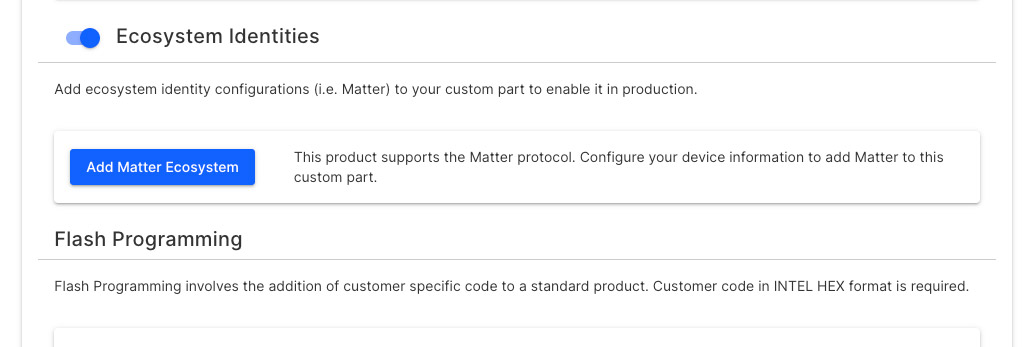 Ecosystem Identities
Add ecosystem identity configurations (i.e. Matter) to your custom part to enable it in production.
Add Matter Ecosystem
This product supports the Matter protocol. Configure your device information to add Matter to this
custom part.
Flash Programming
Flash Programming involves the addition of customer specific code to a standard product. Customer code in INTEL HEX format is required.